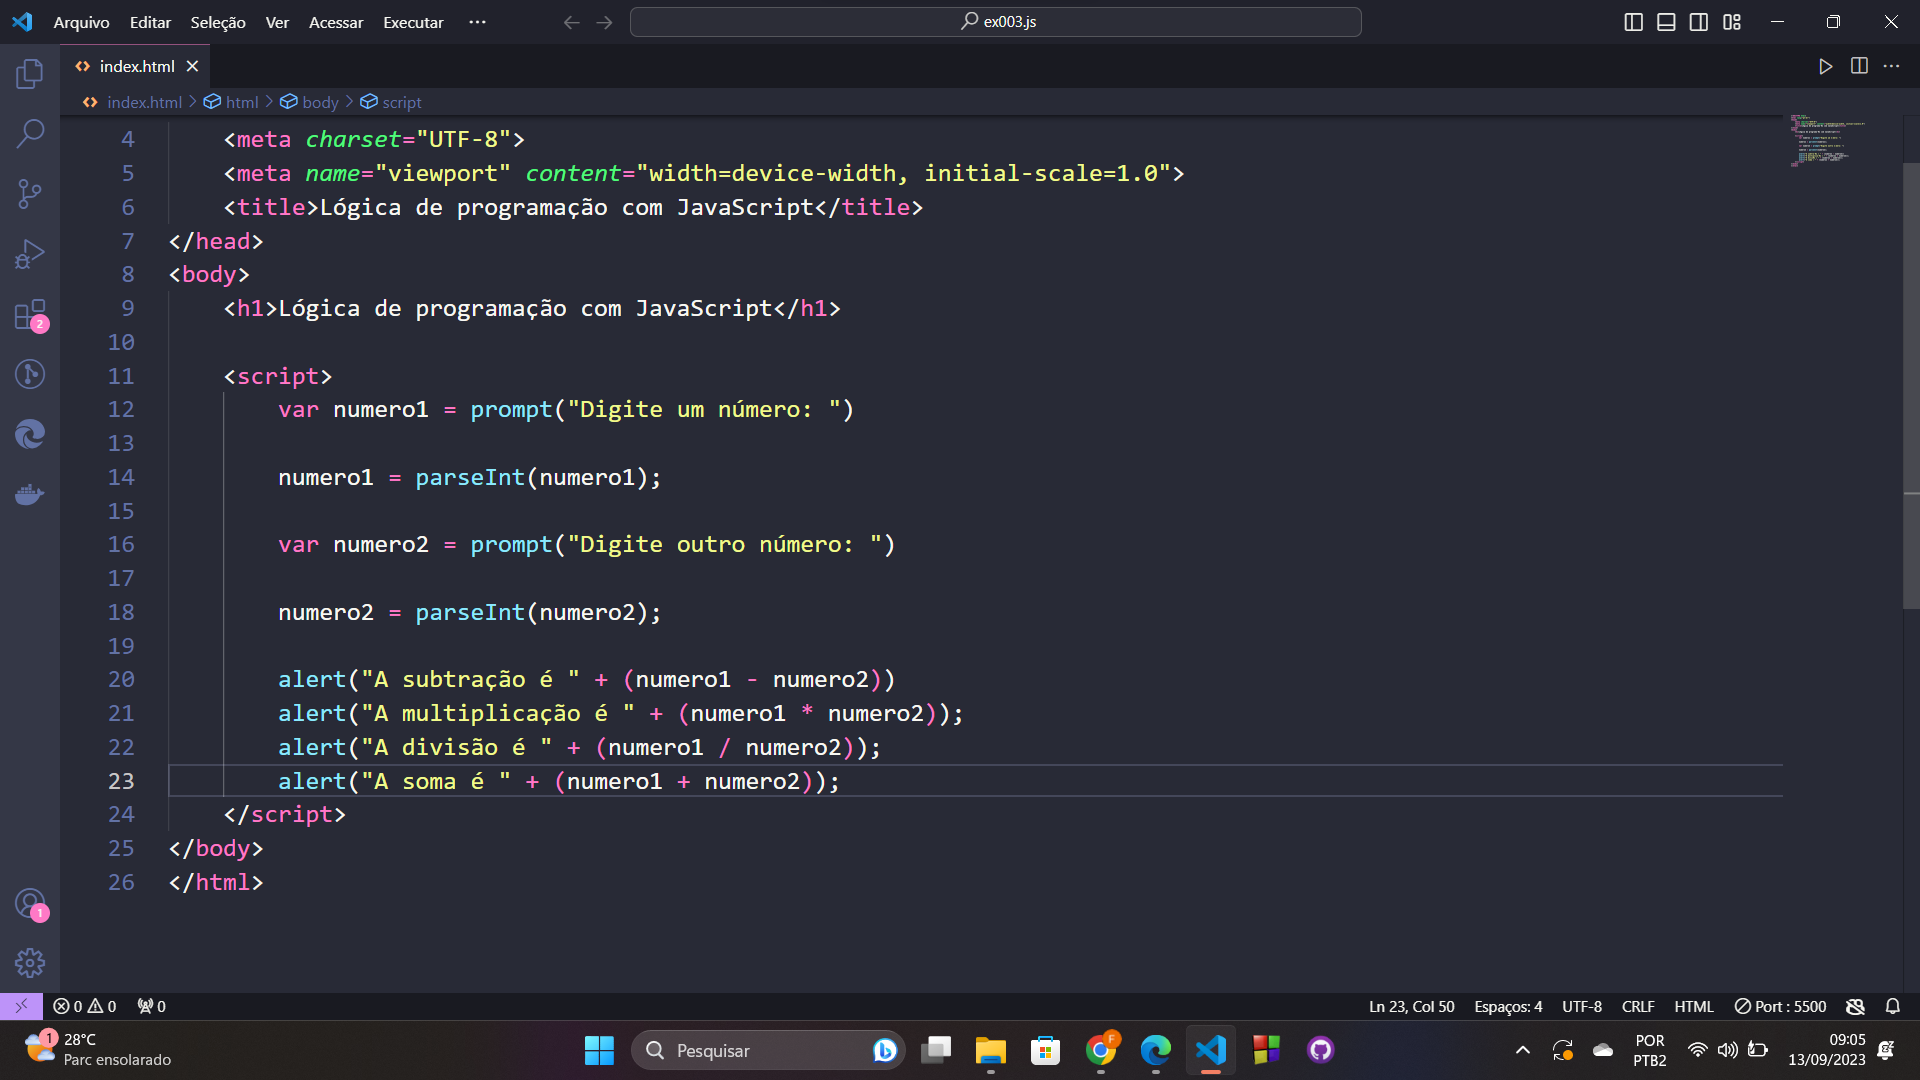 Arquivo Editar Seleção Ver Acessar Executar ··· ex003.js
index.html
index.html > html > body > script
4 <meta charset="UTF-8">
5 <meta name="viewport" content="width=device-width, initial-scale=1.0">
6 <title>Lógica de programação com JavaScript</title>
7 </head>
8 <body>
9 <h1>Lógica de programação com JavaScript</h1>
10
11 <script>
12 var numero1 = prompt("Digite um número: ")
13
14 numero1 = parseInt(numero1);
15
16 var numero2 = prompt("Digite outro número: ")
17
18 numero2 = parseInt(numero2);
19
20 alert("A subtração é " + (numero1 - numero2))
21 alert("A multiplicação é " + (numero1 * numero2));
22 alert("A divisão é " + (numero1 / numero2));
23 alert("A soma é " + (numero1 + numero2));
24 </script>
25 </body>
26 </html>
2
1
0 0 0 Ln 23, Col 50 Espaços: 4 UTF-8 CRLF HTML Port : 5500
1 28°C
Parc ensolarado
Pesquisar
F
POR
PTB2
09:05
13/09/2023